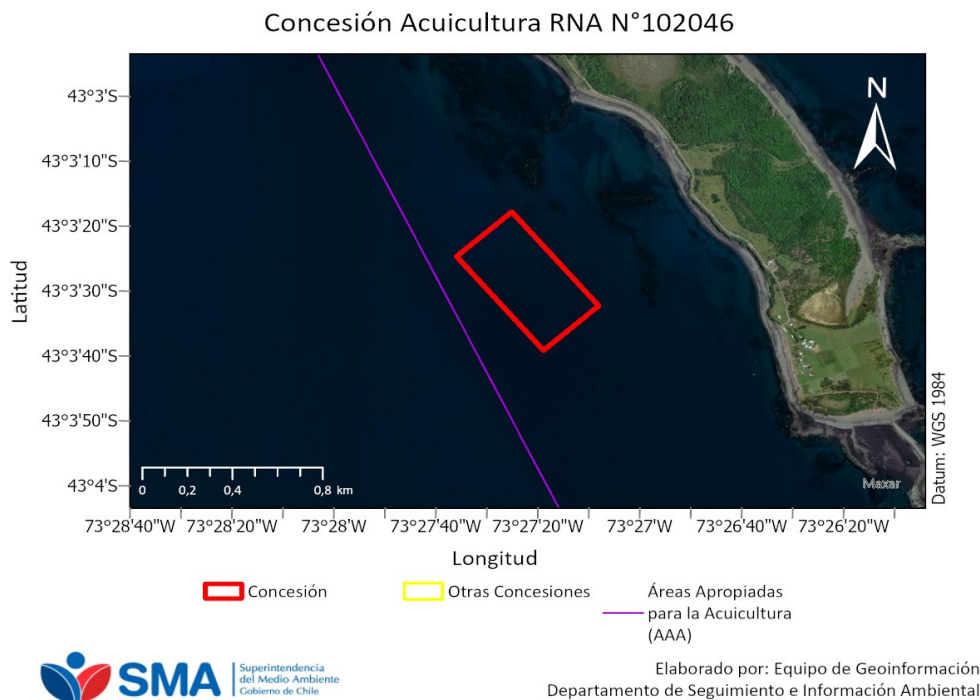 Concesión Acuicultura RNA N°102046
N
43°3'S
43°3'10"S
43°3'20"S
43°3'30"S
43°3'40"S
43°3'50"S
43°4'S
Latitud
0 0,2 0,4 0,8 km
Maxar
Datum: WGS 1984
73°28'40"W 73°28'20"W 73°28'W 73°27'40"W 73°27'20"W 73°27'W 73°26'40"W 73°26'20"W
Longitud
Concesión
Otras Concesiones
Áreas Apropiadas
para la Acuicultura
(AAA)
SMA
Superintendencia
del Medio Ambiente
Gobierno de Chile
Elaborado por: Equipo de Geoinformación
Departamento de Seguimiento e Información Ambiental